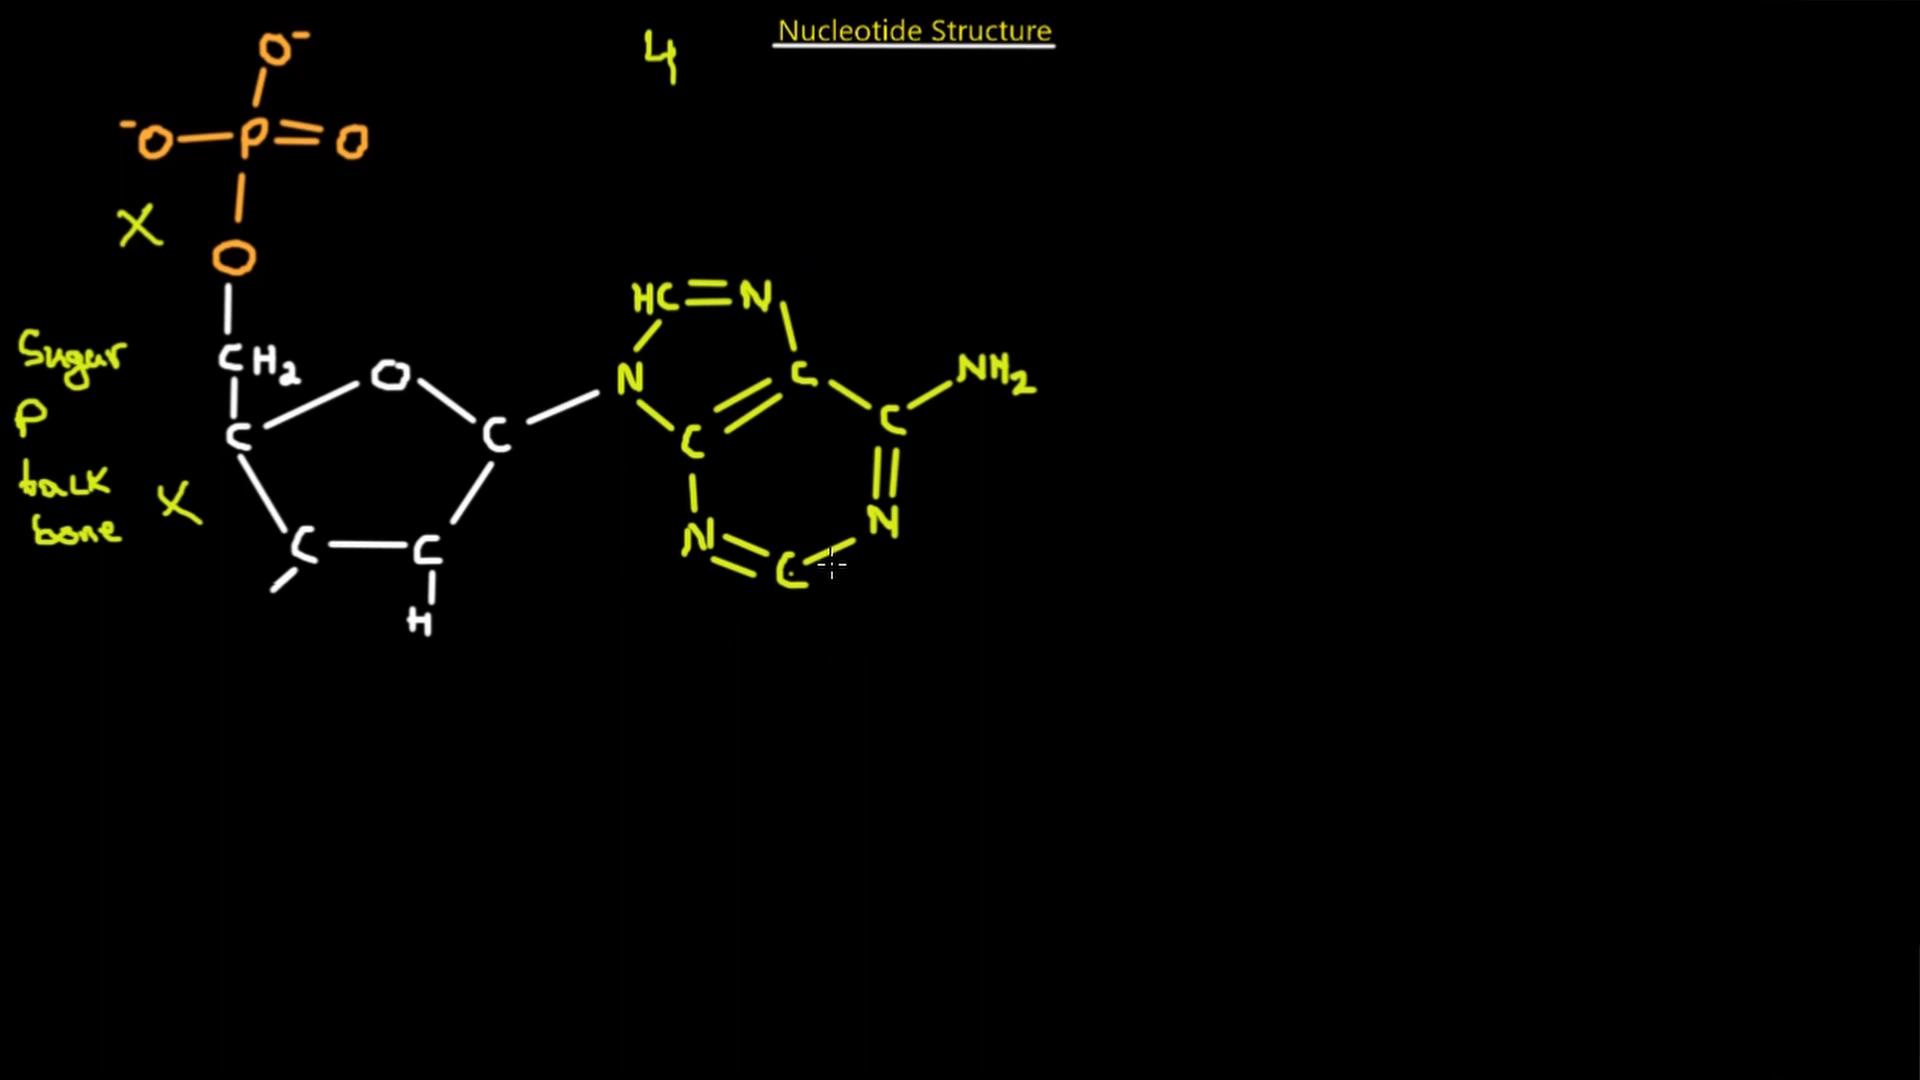 Nucleotide Structure
4
O-
-O P O
X
O
HC N
Sugar
CH2 O N C NH2
P
C C C C
back X
bone
C C N C N
H